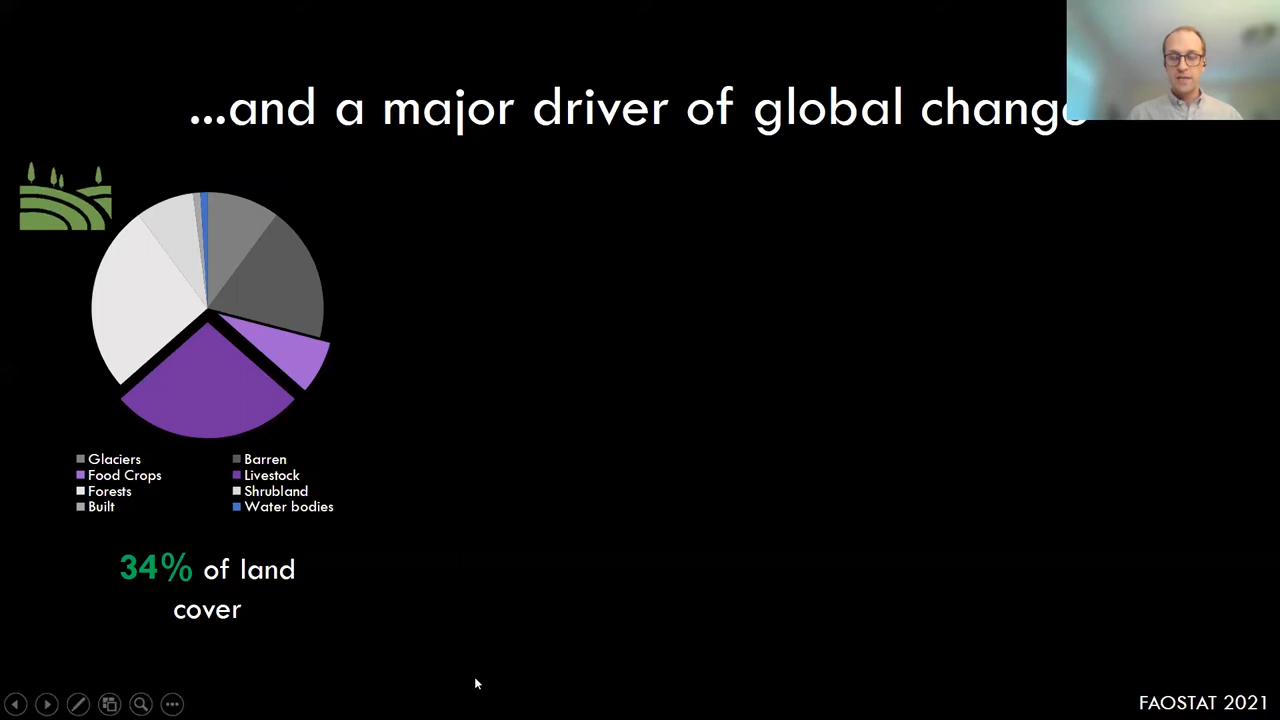 ...and a major driver of global change
Glaciers
Barren
Food Crops
Livestock
Forests
Shrubland
Built
Water bodies
34% of land
cover
FAOSTAT 2021